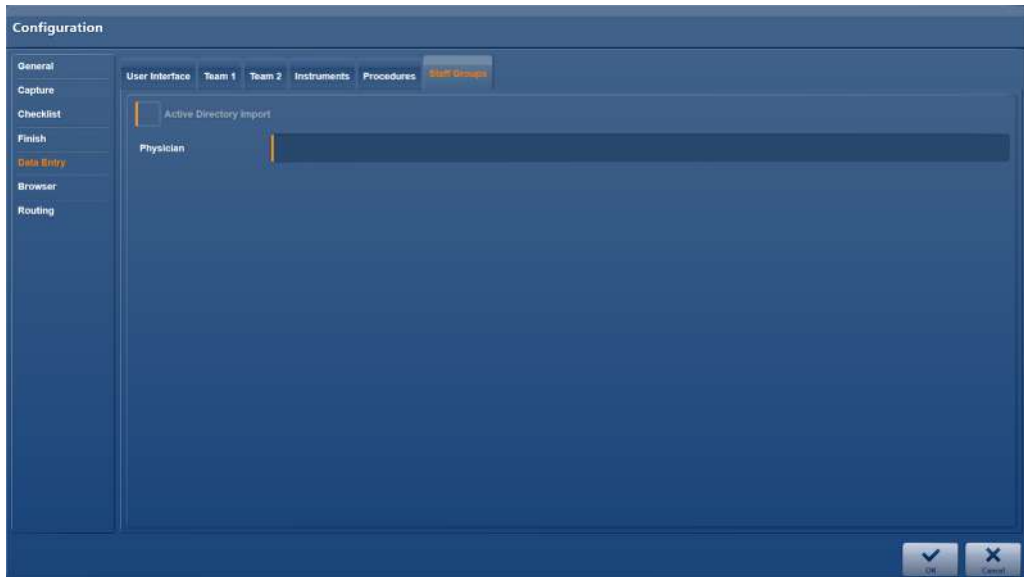 Configuration
General
Capture
Checklist
Finish
Data Entry
Browser
Routing
User Interface Team 1 Team 2 Instruments Procedures Staff Groups
Active Directory Import
Physician
OK Cancel